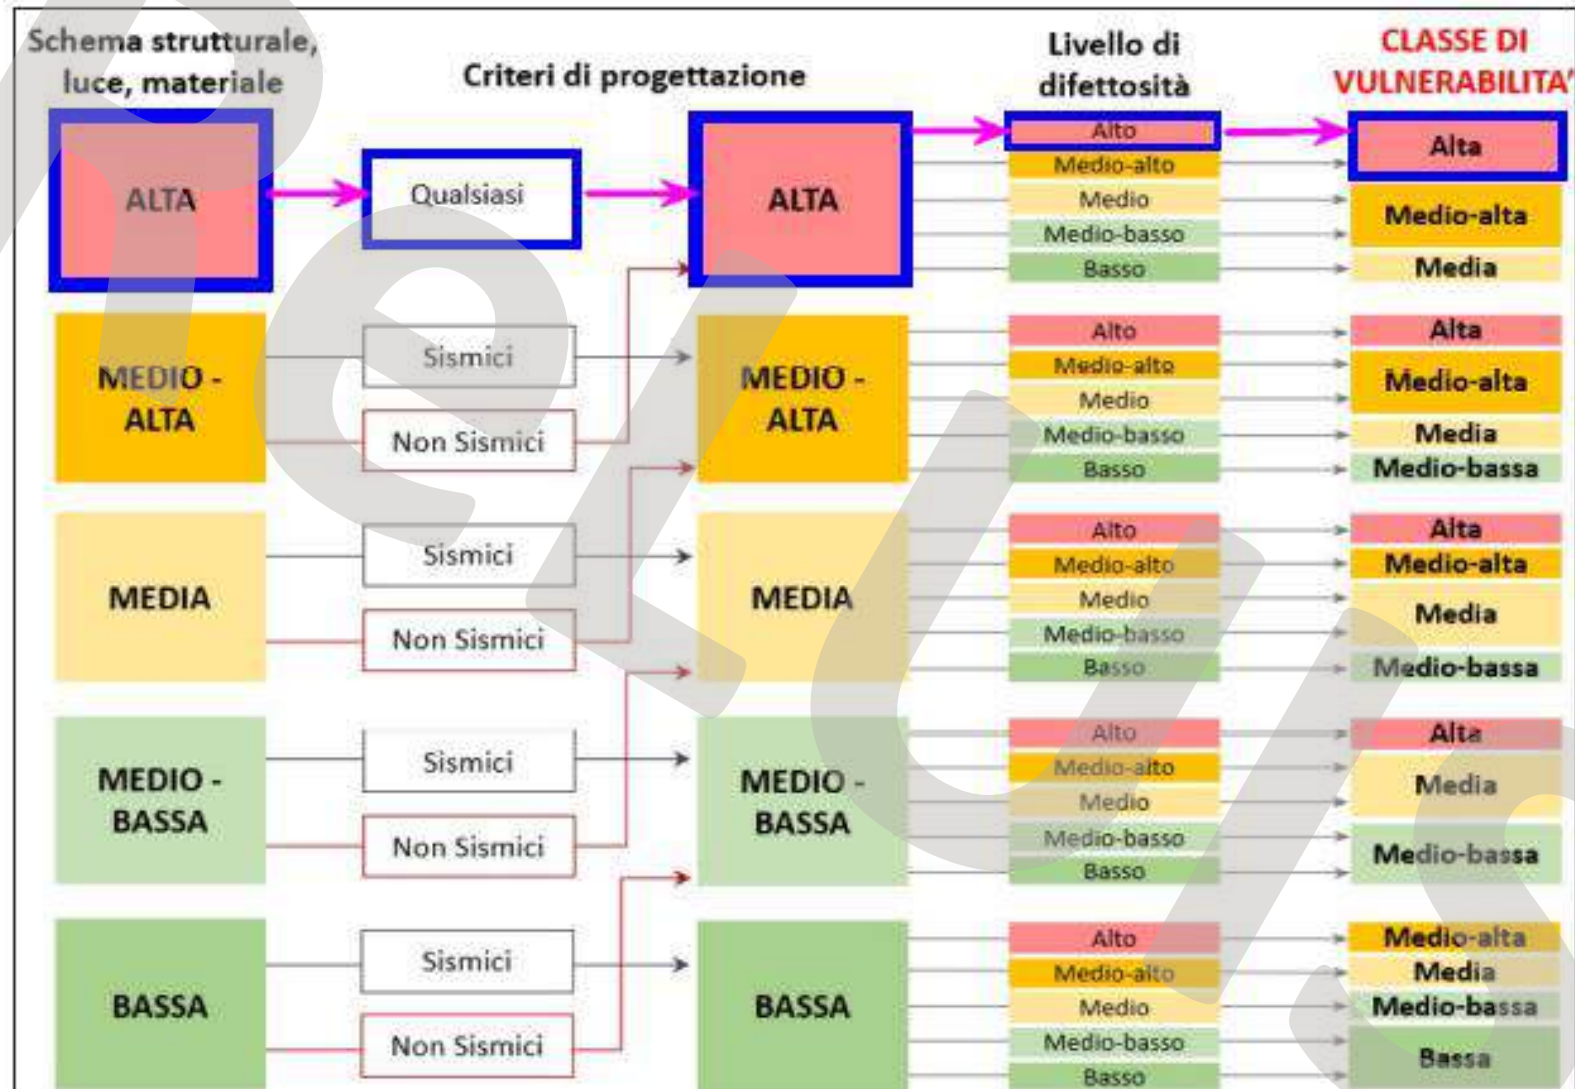 Schema strutturale,
luce, materiale
Criteri di progettazione
Livello di
difettosità
CLASSE DI
VULNERABILITA'
ALTA
Qualsiasi
ALTA
Alto
Medio-alto
Medio
Medio-basso
Basso
Alta
Medio-alta
Media
MEDIO -
ALTA
Sismici
Non Sismici
MEDIO -
ALTA
Alto
Medio-alto
Medio
Medio-basso
Basso
Alta
Medio-alta
Media
Medio-bassa
MEDIA
Sismici
Non Sismici
MEDIA
Alto
Medio-alto
Medio
Medio-basso
Basso
Alta
Medio-alta
Media
Medio-bassa
MEDIO -
BASSA
Sismici
Non Sismici
MEDIO -
BASSA
Alto
Medio-alto
Medio
Medio-basso
Basso
Alta
Media
Medio-bassa
BASSA
Sismici
Non Sismici
BASSA
Alto
Medio-alto
Medio
Medio-basso
Basso
Medio-alta
Media
Medio-bassa
Bassa